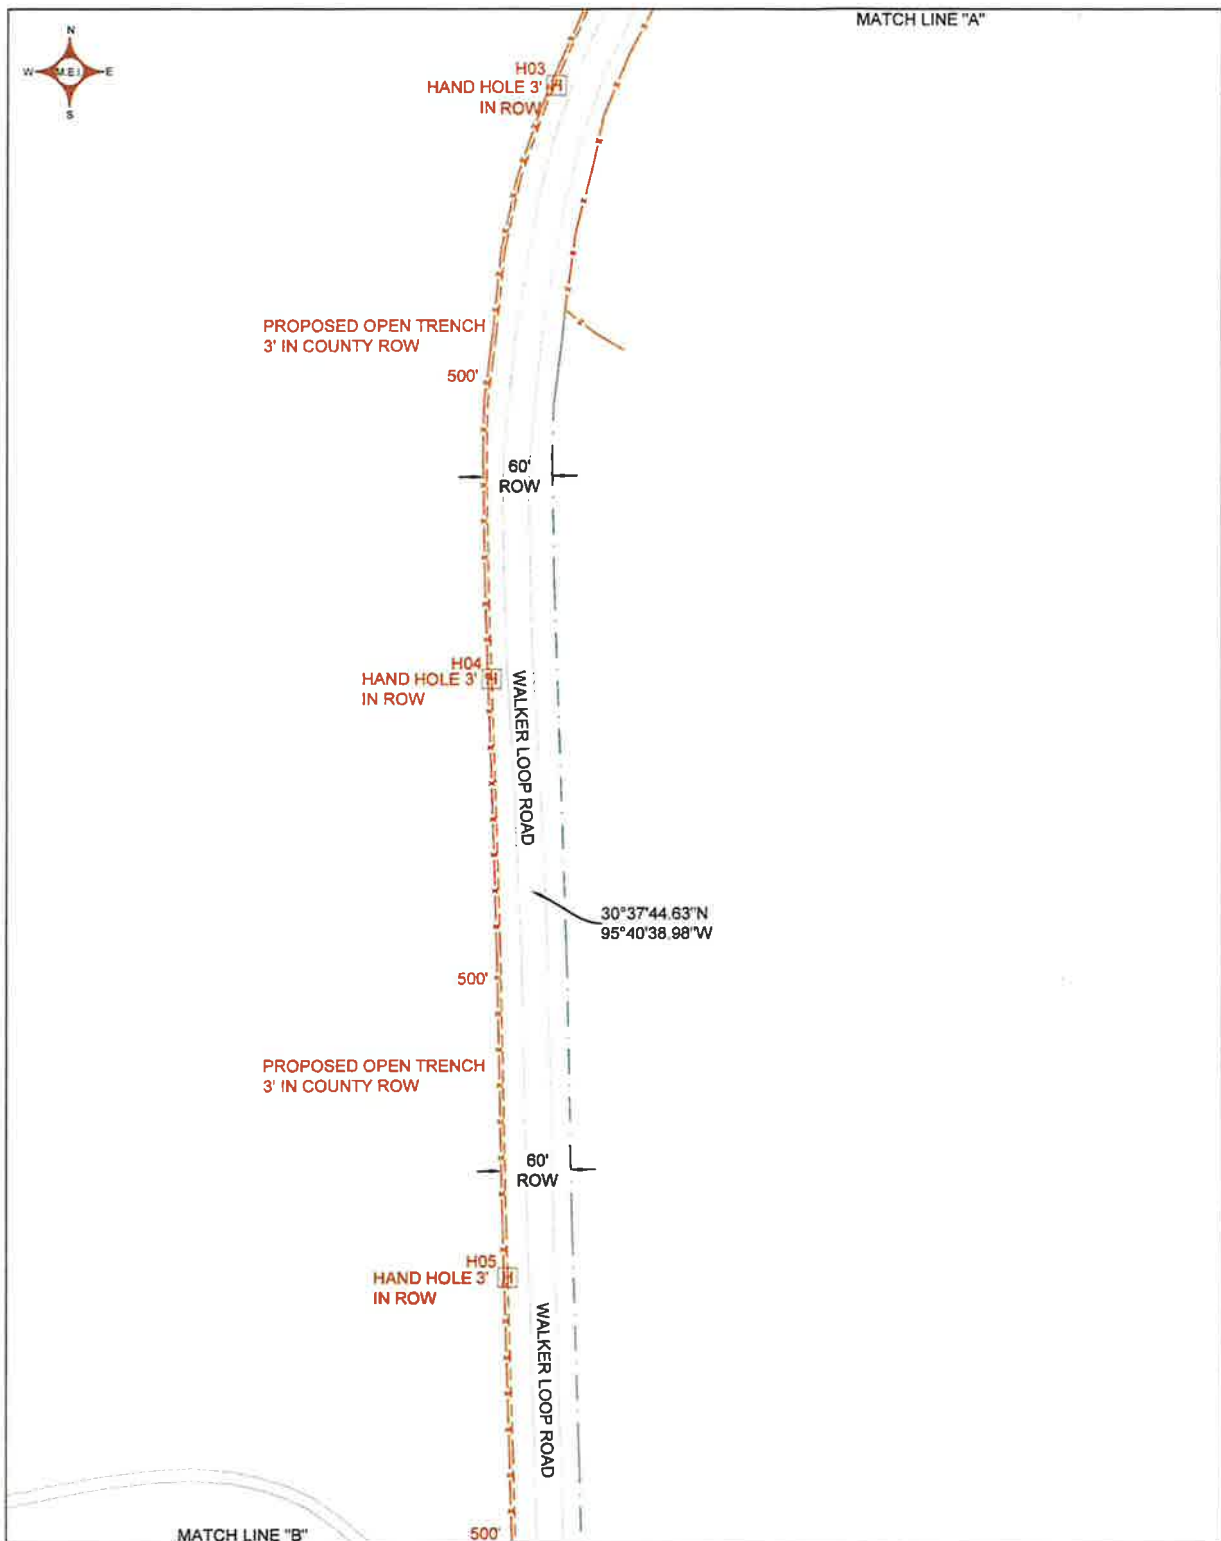 MATCH LINE "A"
N
W M.E.I. E
S
H03
HAND HOLE 3' H
IN ROW
PROPOSED OPEN TRENCH
3' IN COUNTY ROW
500'
60'
ROW
H04
HAND HOLE 3' H
IN ROW
WALKER LOOP ROAD
30°37'44.63"N
95°40'38.98"W
500'
PROPOSED OPEN TRENCH
3' IN COUNTY ROW
60'
ROW
H05
HAND HOLE 3' H
IN ROW
WALKER LOOP ROAD
MATCH LINE "B"
500'